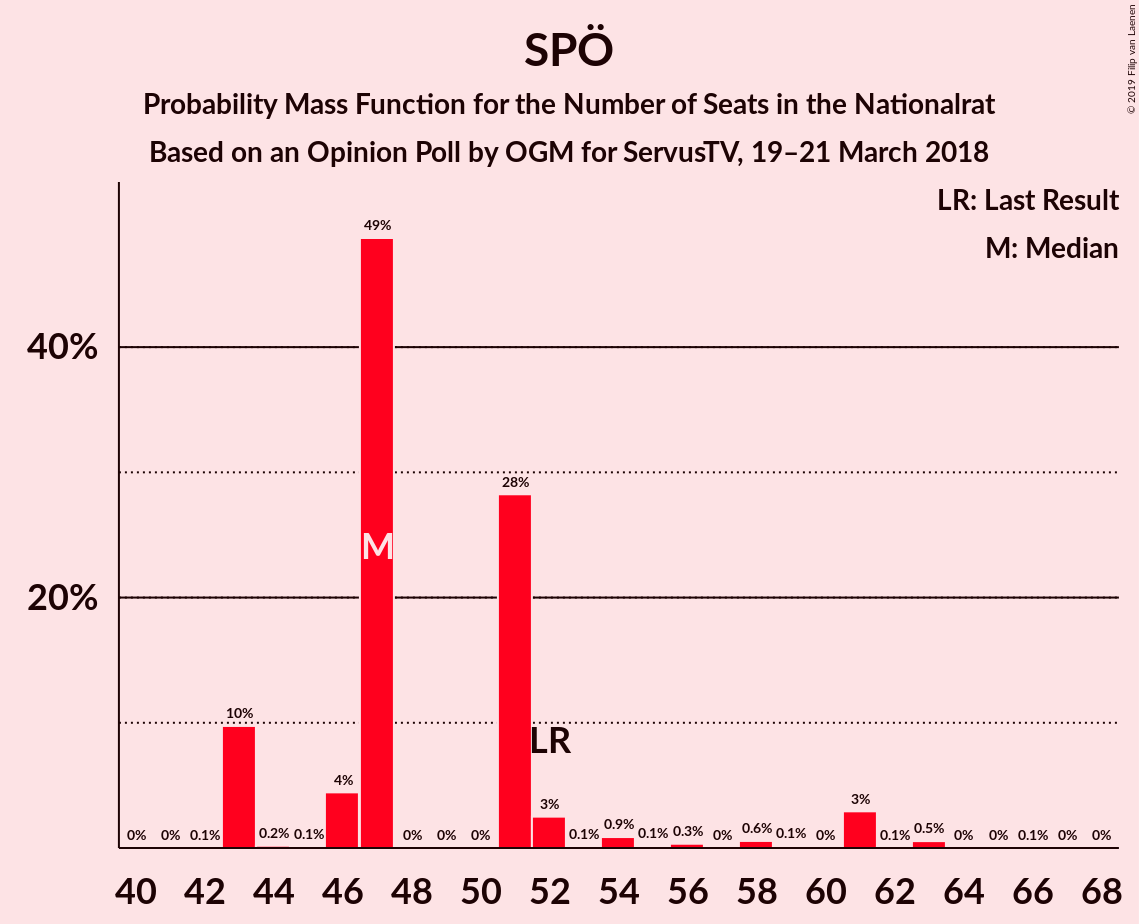 SPÖ
Probability Mass Function for the Number of Seats in the Nationalrat
Based on an Opinion Poll by OGM for ServusTV, 19–21 March 2018
© 2019 Filip van Laenen
LR: Last Result
M: Median
40%
20%
0% 0% 0.1% 10% 0.2% 0.1% 4% 49% 0% 0% 0% 28% 3% 0.1% 0.9% 0.1% 0.3% 0% 0.6% 0.1% 0% 3% 0.1% 0.5% 0% 0% 0.1% 0% 0%
M
LR
40 42 44 46 48 50 52 54 56 58 60 62 64 66 68